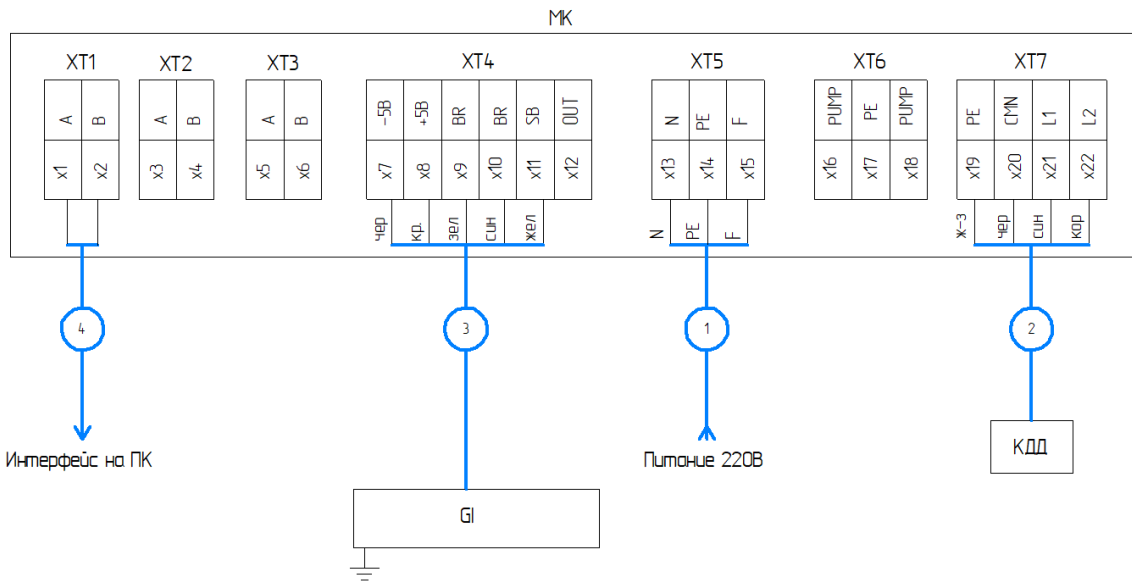 МК
XT1 XT2 XT3 XT4 XT5 XT6 XT7
A B A B A B -5В +5В BR BR SB OUT N PE F PUMP PE PUMP PE CMN L1 L2
x1 x2 x3 x4 x5 x6 x7 x8 x9 x10 x11 x12 x13 x14 x15 x16 x17 x18 x19 x20 x21 x22
чер кр. зел син жел N PE F ж-з чер син кор
4 3 1 2
Интерфейс на ПК Питание 220В КДД
GI